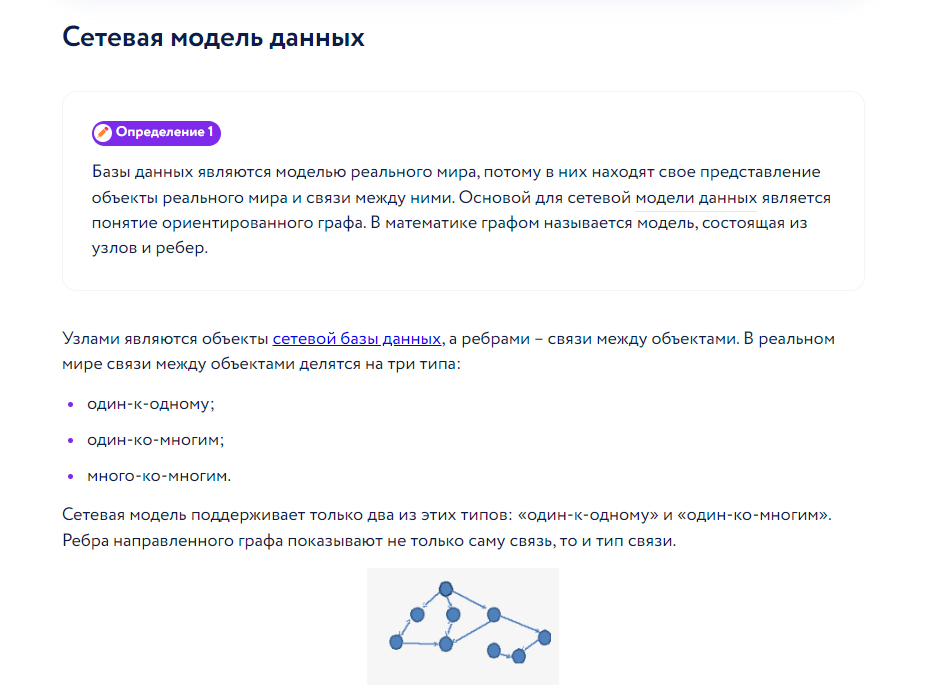 Сетевая модель данных
Определение 1
Базы данных являются моделью реального мира, потому в них находят свое представление
объекты реального мира и связи между ними. Основой для сетевой модели данных является
понятие ориентированного графа. В математике графом называется модель, состоящая из
узлов и ребер.
Узлами являются объекты сетевой базы данных, а ребрами – связи между объектами. В реальном
мире связи между объектами делятся на три типа:
• один-к-одному;
• один-ко-многим;
• много-ко-многим.
Сетевая модель поддерживает только два из этих типов: «один-к-одному» и «один-ко-многим».
Ребра направленного графа показывают не только саму связь, то и тип связи.